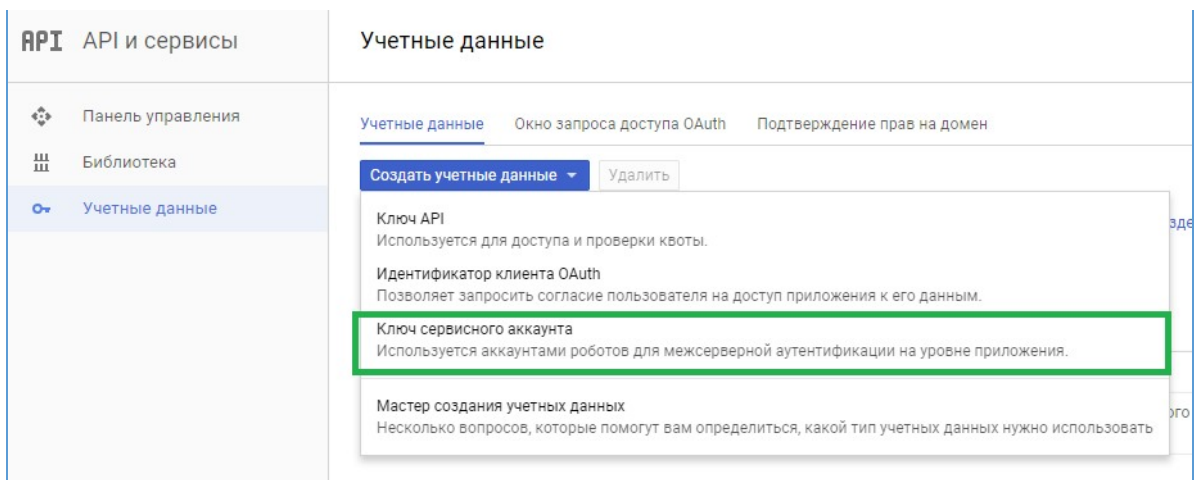 API API и сервисы
Учетные данные
Панель управления
Библиотека
Учетные данные
Учетные данные Окно запроса доступа OAuth Подтверждение прав на домен
Создать учетные данные Удалить
Ключ API
Используется для доступа и проверки квоты.
Идентификатор клиента OAuth
Позволяет запросить согласие пользователя на доступ приложения к его данным.
Ключ сервисного аккаунта
Используется аккаунтами роботов для межсерверной аутентификации на уровне приложения.
Мастер создания учетных данных
Несколько вопросов, которые помогут вам определиться, какой тип учетных данных нужно использовать